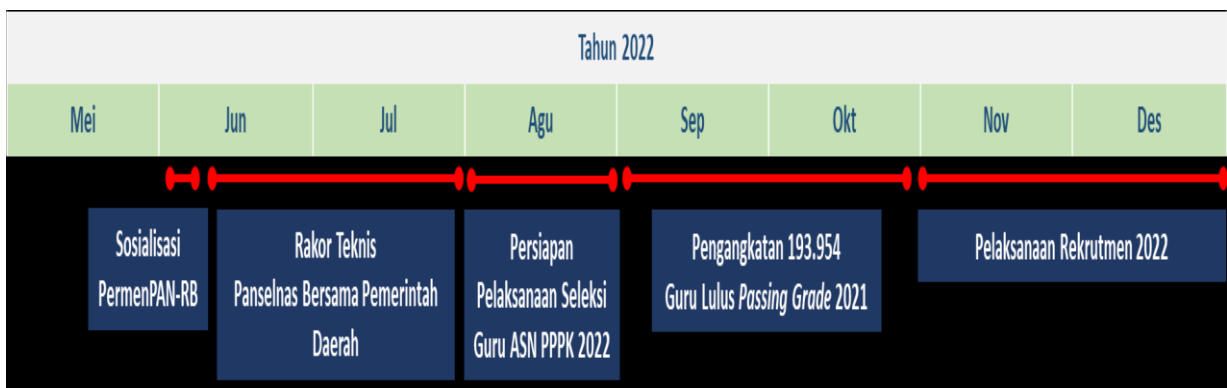 Tahun 2022
Mei
Jun
Jul
Agu
Sep
Okt
Nov
Des
Sosialisasi
PermenPAN-RB
Rakor Teknis
Panselnas Bersama Pemerintah
Daerah
Persiapan
Pelaksanaan Seleksi
Guru ASN PPPK 2022
Pengangkatan 193.954
Guru Lulus Passing Grade 2021
Pelaksanaan Rekrutmen 2022